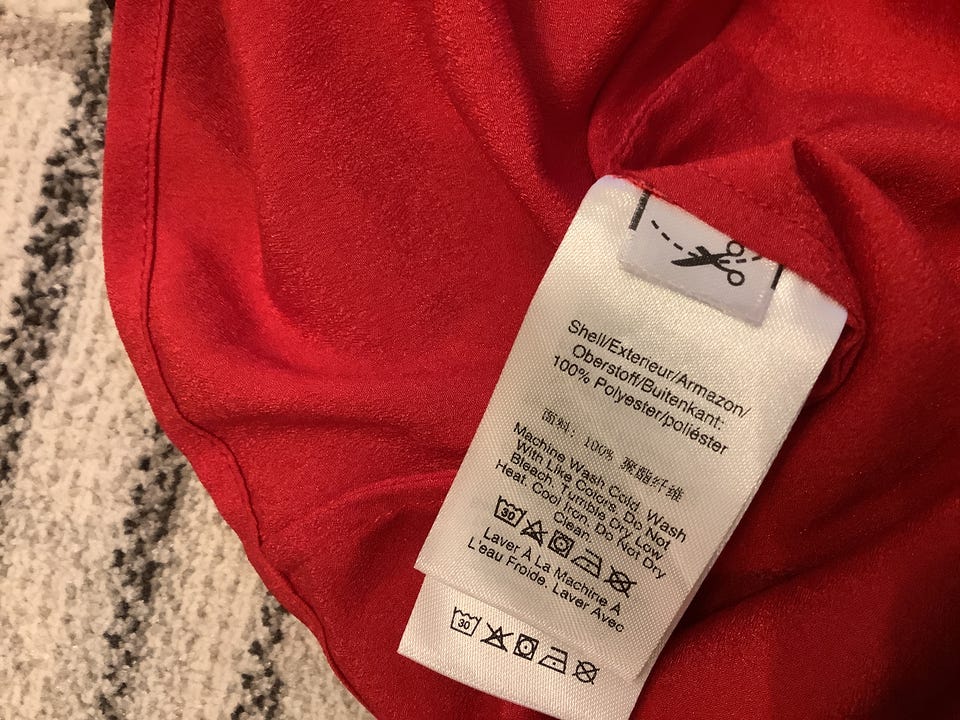 Shell/Exterieur/Armazon/
Oberstoff/Buitenkant:
100% Polyester/poliéster
面料: 100% 聚酯纤维
Machine Wash Cold. Wash
With Like Colors. Do Not
Bleach. Tumble Dry Low
Heat. Cool Iron. Do Not Dry
Clean.
30
Laver À La Machine À
L'eau Froide. Laver Avec
30